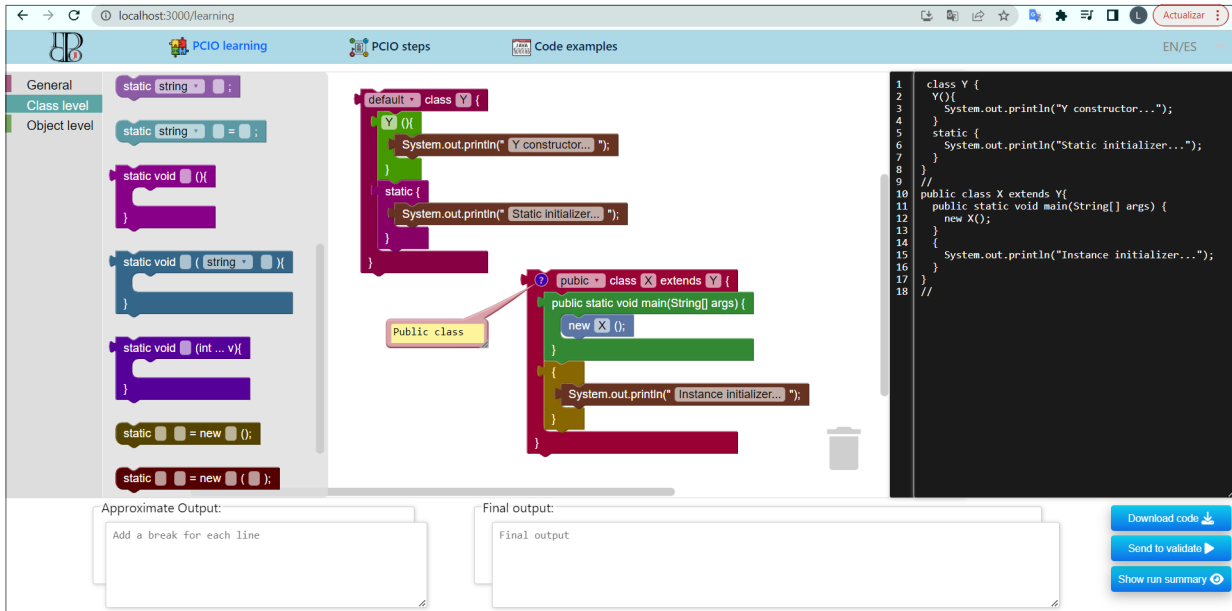 localhost:3000/learning
L
Actualizar
PCIO learning
PCIO steps
Code examples
EN/ES
General
Class level
Object level
static string ;
static string = ;
static void (){
}
static void ( string ){
}
static void (int ... v){
}
static = new ();
static = new ( );
default class Y {
Y (){
System.out.println(" Y constructor... ");
}
static {
System.out.println(" Static initializer... ");
}
}
? pubic class X extends Y {
public static void main(String[] args) {
new X ();
}
{
System.out.println(" Instance initializer... ");
}
}
Public class
1 class Y {
2 Y(){
3 System.out.println("Y constructor...");
4 }
5 static {
6 System.out.println("Static initializer...");
7 }
8 }
9 //
10 public class X extends Y{
11 public static void main(String[] args) {
12 new X();
13 }
14 {
15 System.out.println("Instance initializer...");
16 }
17 }
18 //
Approximate Output:
Add a break for each line
Final output:
Final output
Download code
Send to validate
Show run summary